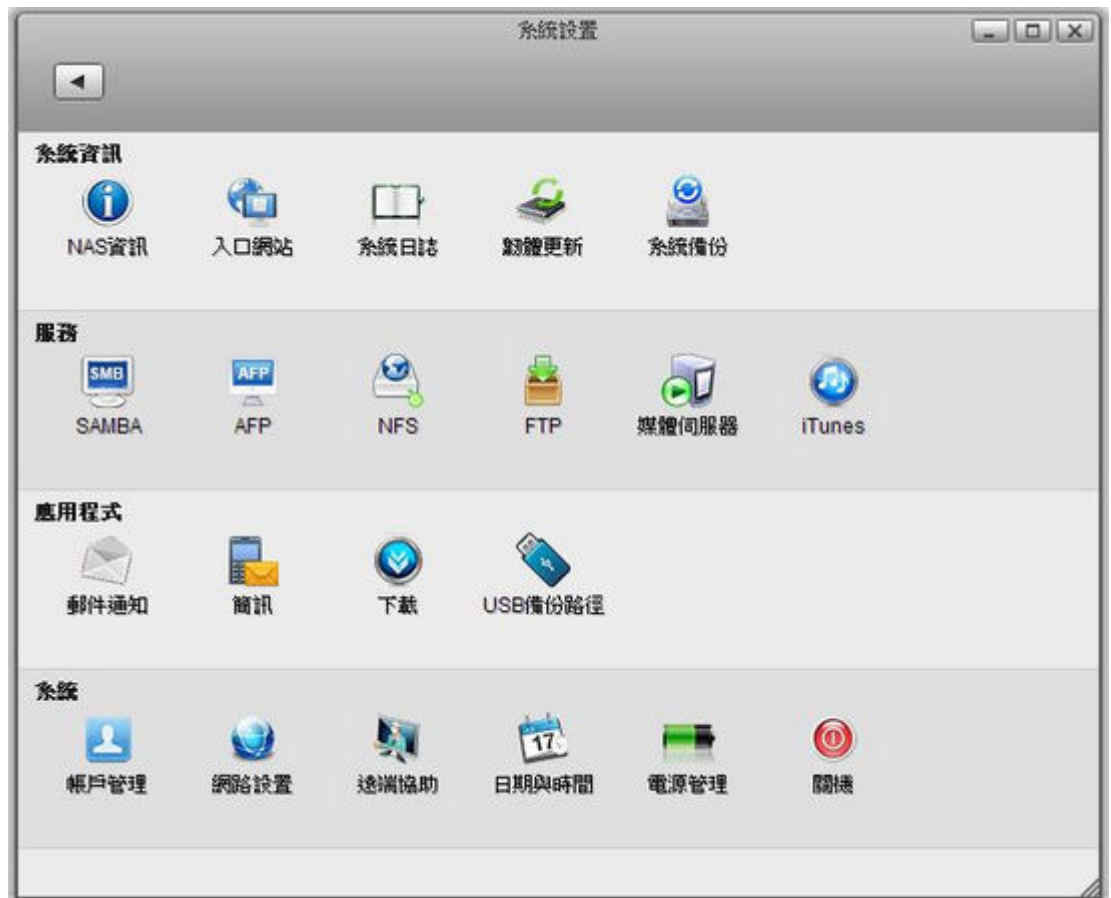 系統設置
系統資訊
NAS資訊 入口網站 系統日誌 韌體更新 系統備份
服務
SMB AFP
SAMBA AFP NFS FTP 媒體伺服器 iTunes
應用程式
郵件通知 簡訊 下載 USB備份路徑
系統
17
帳戶管理 網路設置 遠端協助 日期與時間 電源管理 關機